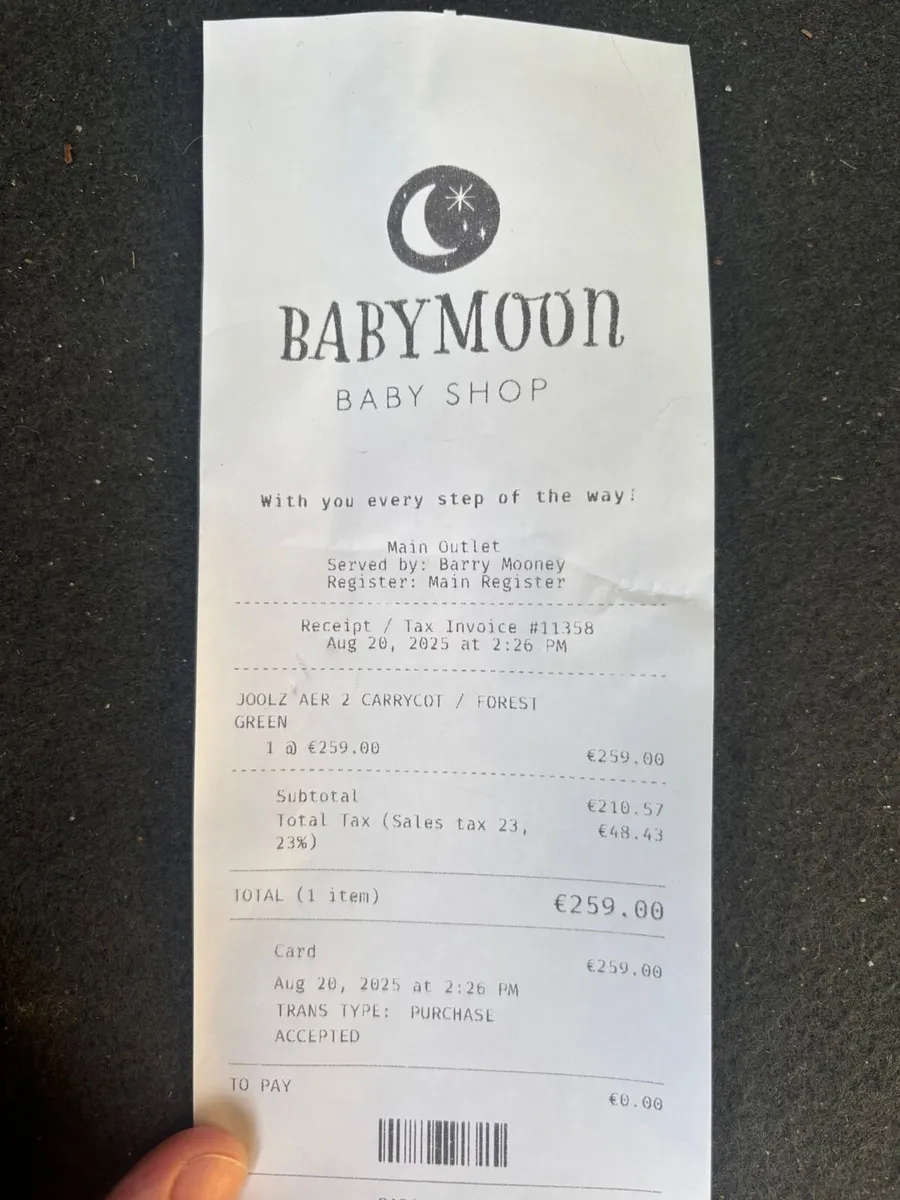 BABYMOON
BABY SHOP
With you every step of the way!
Main Outlet
Served by: Barry Mooney
Register: Main Register
Receipt / Tax Invoice #11358
Aug 20, 2025 at 2:26 PM
JOOLZ AER 2 CARRYCOT / FOREST
GREEN
1 @ €259.00 €259.00
Subtotal €210.57
Total Tax (Sales tax 23, €48.43
23%)
TOTAL (1 item) €259.00
Card €259.00
Aug 20, 2025 at 2:26 PM
TRANS TYPE: PURCHASE
ACCEPTED
TO PAY €0.00